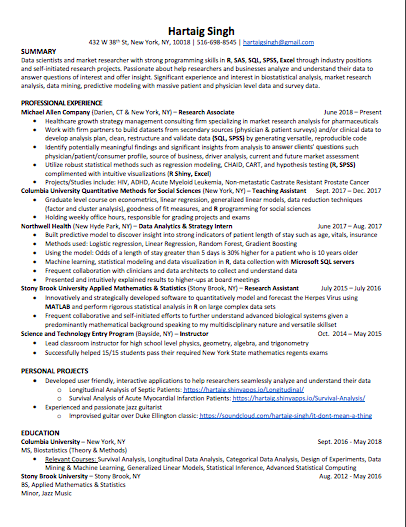 Hartaig Singh
432 W 38th St, New York, NY, 10018 | 516-698-8545 | hartaigsingh@gmail.com
SUMMARY
Data scientists and market researcher with strong programming skills in R, SAS, SQL, SPSS, Excel through industry positions
and self-initiated research projects. Passionate about help researchers and businesses analyze and understand their data to
answer questions of interest and offer insight. Significant experience and interest in biostatistical analysis, market research
analysis, data mining, predictive modeling with massive patient and physician level data and survey data.
PROFESSIONAL EXPERIENCE
Michael Allen Company (Darien, CT & New York, NY) – Research Associate June 2018 – Present
• Healthcare growth strategy management consulting firm specializing in market research analysis for pharmaceuticals
• Work with firm partners to build datasets from secondary sources (physician & patient surveys) and/or clinical data to
develop analysis plan, clean, restructure and validate data (SQL, SPSS) by generating versatile, reproducible code
• Identify potentially meaningful findings and significant insights from analysis to answer clients' questions such
physician/patient/consumer profile, source of business, driver analysis, current and future market assessment
• Utilize robust statistical methods such as regression modeling, CHAID, CART, and hypothesis testing (R, SPSS)
complimented with intuitive visualizations (R Shiny, Excel)
• Projects/Studies include: HIV, ADHD, Acute Myeloid Leukemia, Non-metastatic Castrate Resistant Prostate Cancer
Columbia University Quantitative Methods for Social Sciences (New York, NY) – Teaching Assistant Sept. 2017 – Dec. 2017
• Graduate level course on econometrics, linear regression, generalized linear models, data reduction techniques
(factor and cluster analysis), goodness of fit measures, and R programming for social sciences
• Holding weekly office hours, responsible for grading projects and exams
Northwell Health (New Hyde Park, NY) – Data Analytics & Strategy Intern June 2017 – Aug. 2017
• Built predictive model to discover insight into strong indicators of patient length of stay such as age, vitals, insurance
• Methods used: Logistic Regression, Linear Regression, Random Forest, Gradient Boosting
• Using the model: Odds of a length of stay greater than 5 days is 30% higher for a patient who is 10 years older
• Machine learning, statistical modeling and data visualization in R, data collection with Microsoft SQL servers
• Frequent collaboration with clinicians and data architects to collect and understand data
• Presented and intuitively explained results to higher-ups at board meetings
Stony Brook University Applied Mathematics & Statistics (Stony Brook, NY) – Research Assistant July 2015 – July 2016
• Innovatively and strategically developed software to quantitatively model and forecast the Herpes Virus using
MATLAB and perform rigorous statistical analysis in R on large complex data sets
• Frequent collaborative and self-initiated efforts to further understand advanced biological systems given a
predominantly mathematical background speaking to my multidisciplinary nature and versatile skillset
Science and Technology Entry Program (Bayside, NY) – Instructor Oct. 2014 – May 2015
• Lead classroom instructor for high school level physics, geometry, algebra, and trigonometry
• Successfully helped 15/15 students pass their required New York State mathematics regents exams
PERSONAL PROJECTS
• Developed user friendly, interactive applications to help researchers seamlessly analyze and understand their data
o Longitudinal Analysis of Septic Patients: https://hartaig.shinyapps.io/Longitudinal/
o Survival Analysis of Acute Myocardial Infarction Patients: https://hartaig.shinyapps.io/Survival-Analysis/
• Experienced and passionate jazz guitarist
o Improvised guitar over Duke Ellington classic: https://soundcloud.com/hartaig-singh/it-dont-mean-a-thing
EDUCATION
Columbia University – New York, NY Sept. 2016 - May 2018
MS, Biostatistics (Theory & Methods)
• Relevant Courses: Survival Analysis, Longitudinal Data Analysis, Categorical Data Analysis, Design of Experiments, Data
Mining & Machine Learning, Generalized Linear Models, Statistical Inference, Advanced Statistical Computing
Stony Brook University – Stony Brook, NY Aug. 2012 - May 2016
BS, Applied Mathematics & Statistics
Minor, Jazz Music